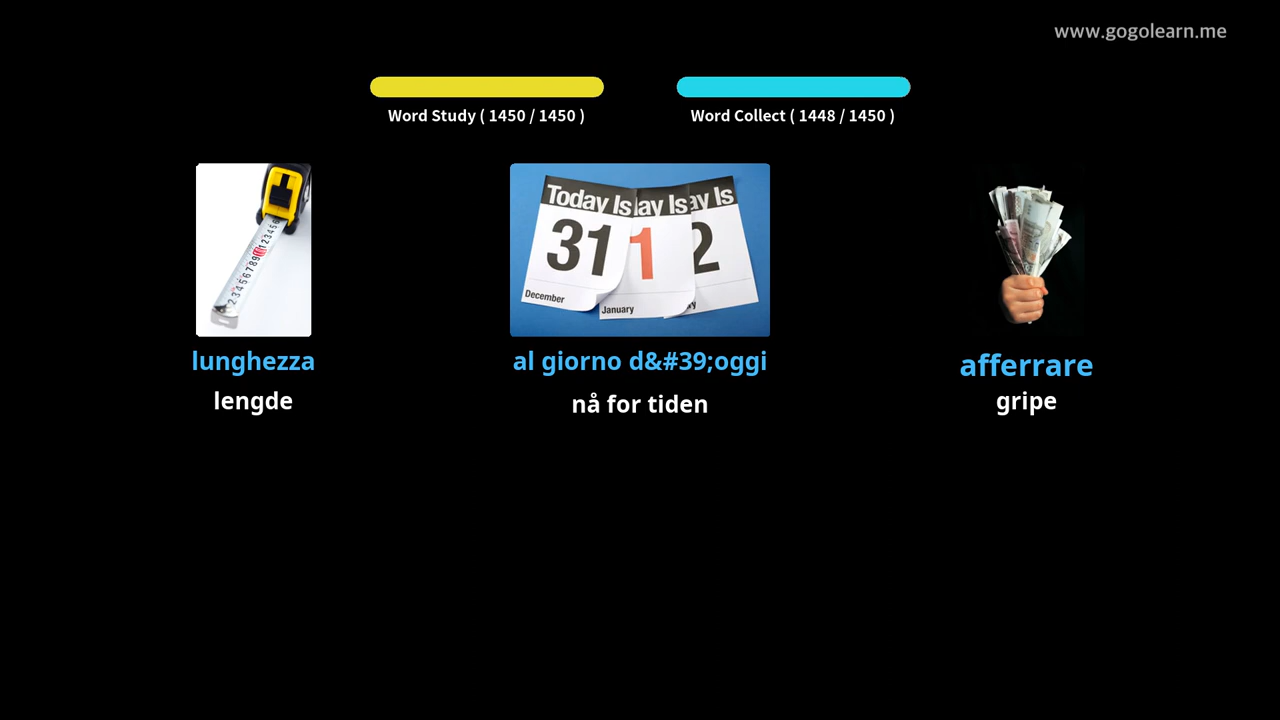 www.gogolearn.me
Word Study ( 1450 / 1450 )
Word Collect ( 1448 / 1450 )
Today Is
ay Is
ay Is
31
1
2
December
January
ry
lunghezza
al giorno d&#39;oggi
afferrare
lengde
nå for tiden
gripe